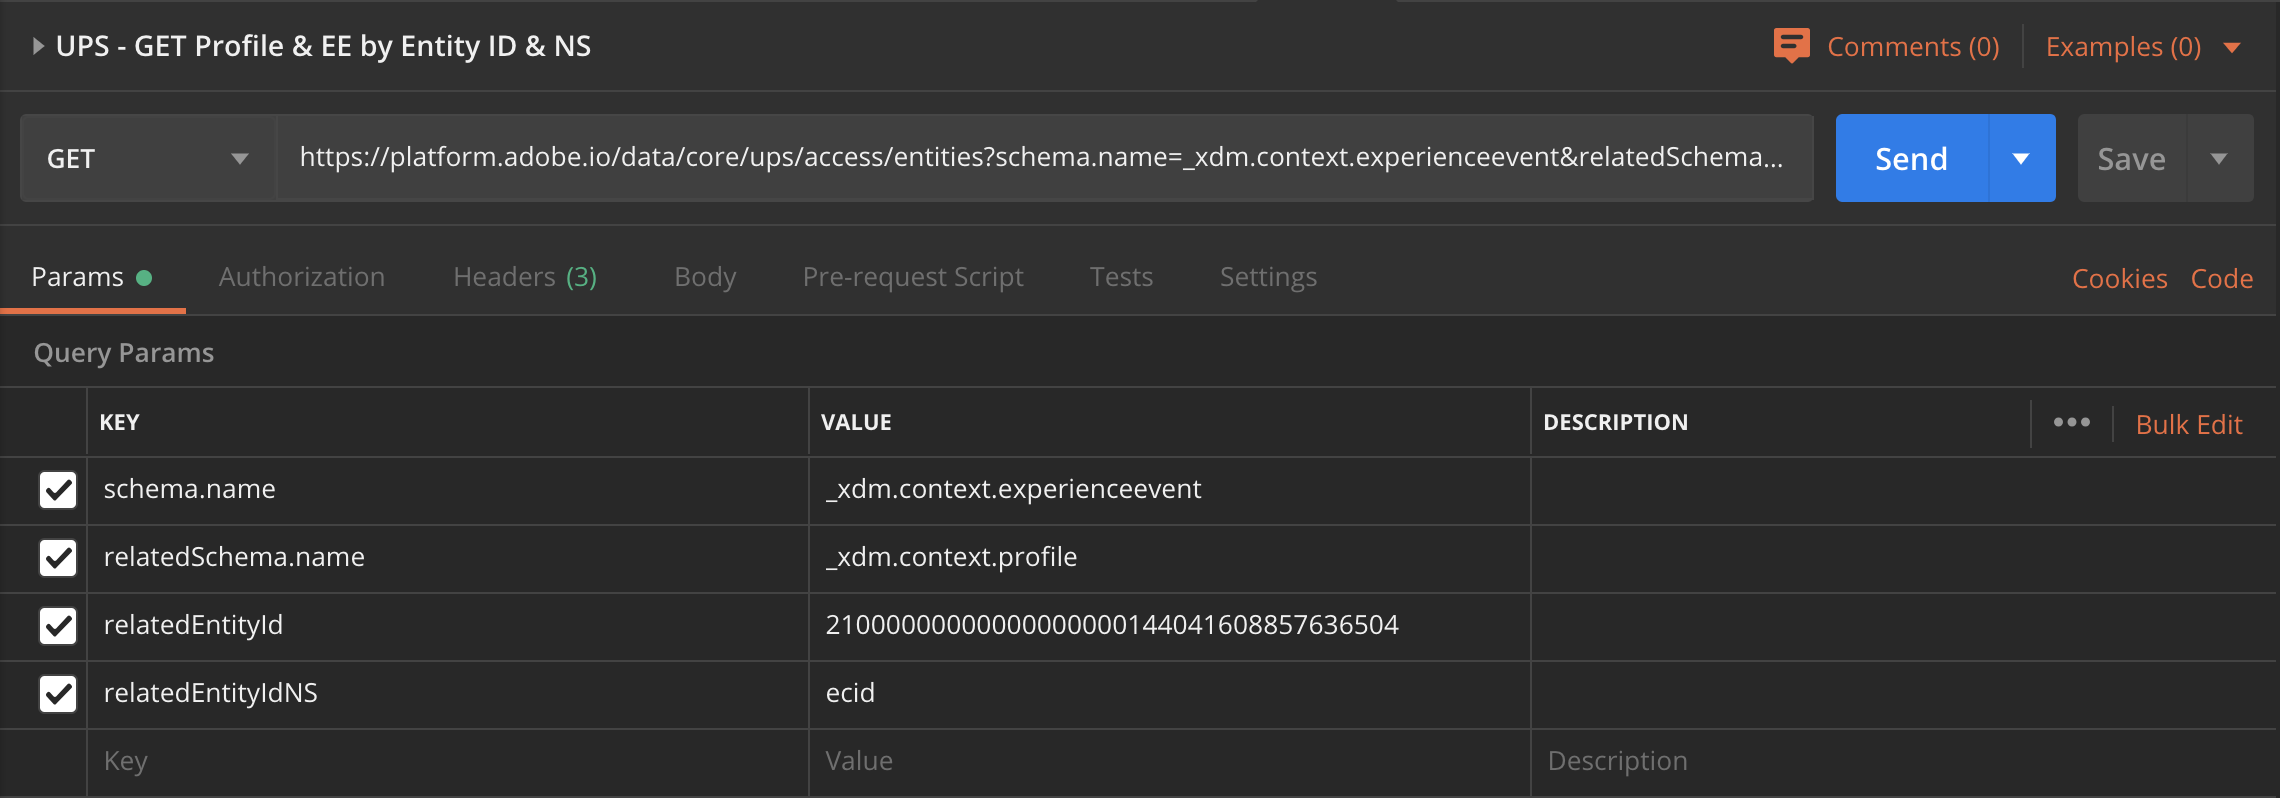 UPS - GET Profile & EE by Entity ID & NS
Comments (0)
Examples (0)
GET
https://platform.adobe.io/data/core/ups/access/entities?schema.name=_xdm.context.experienceevent&relatedSchema...
Send
Save
Params
Authorization
Headers (3)
Body
Pre-request Script
Tests
Settings
Cookies
Code
Query Params
KEY
VALUE
DESCRIPTION
Bulk Edit
schema.name
_xdm.context.experienceevent
relatedSchema.name
_xdm.context.profile
relatedEntityId
21000000000000000000144041608857636504
relatedEntityIdNS
ecid
Key
Value
Description